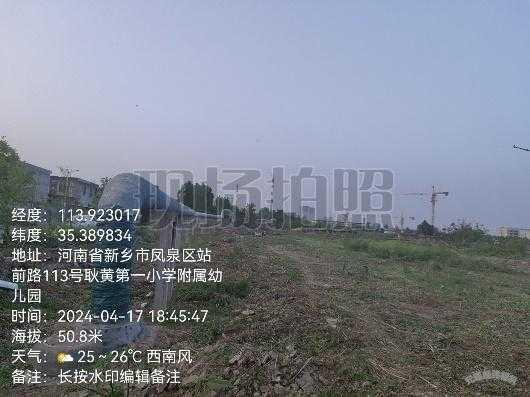 现场拍照
经度：113.923017
纬度：35.389834
地址：河南省新乡市凤泉区站
前路113号耿黄第一小学附属幼
儿园
时间：2024-04-17 18:45:47
海拔：50.8米
天气：25～26℃ 西南风
备注：长按水印编辑备注